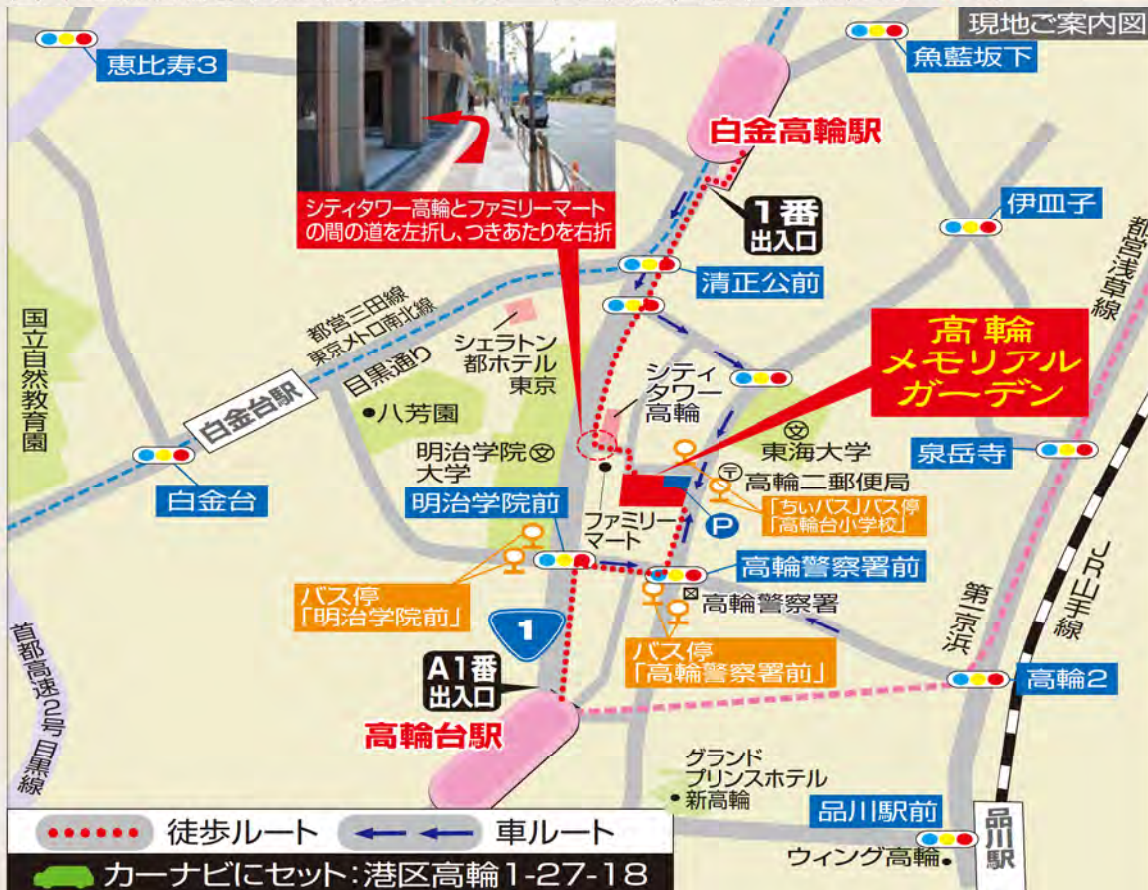 現地ご案内図
恵比寿3
魚藍坂下
白金高輪駅
シティタワー高輪とファミリーマート
の間の道を左折し、つきあたりを右折
1番
出入口
伊皿子
都営浅草線
清正公前
国立自然教育園
都営三田線
東京メトロ南北線
目黒通り
シェラトン
都ホテル
東京
高輪
メモリアル
ガーデン
シティ
タワー
高輪
白金台駅
八芳園
明治学院
大学
文
文
東海大学
泉岳寺
白金台
明治学院前
ファミリー
マート
〒
高輪二郵便局
「ちぃバス」バス停
「高輪台小学校」
P
高輪警察署前
バス停
「明治学院前」
1
高輪警察署
バス停
「高輪警察署前」
第一京浜
JR山手線
首都高速2号 目黒線
A1番
出入口
高輪台駅
高輪2
グランド
プリンスホテル
新高輪
品川駅前
品川駅
ウィング高輪
徒歩ルート
車ルート
カーナビにセット:港区高輪1-27-18